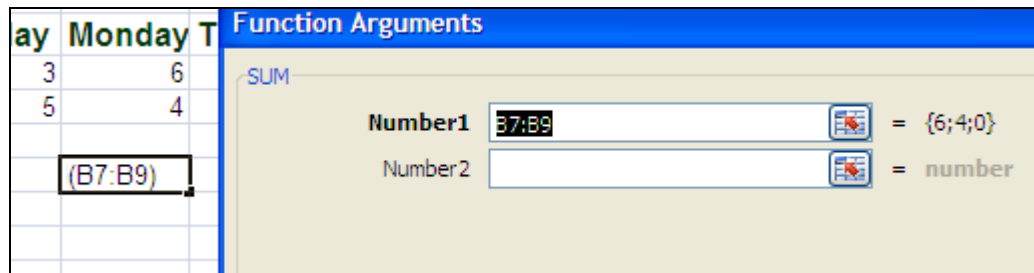 ay Monday T
3 6
5 4
(B7:B9)
Function Arguments
SUM
Number1 B7:B9 = {6;4;0}
Number2 = number